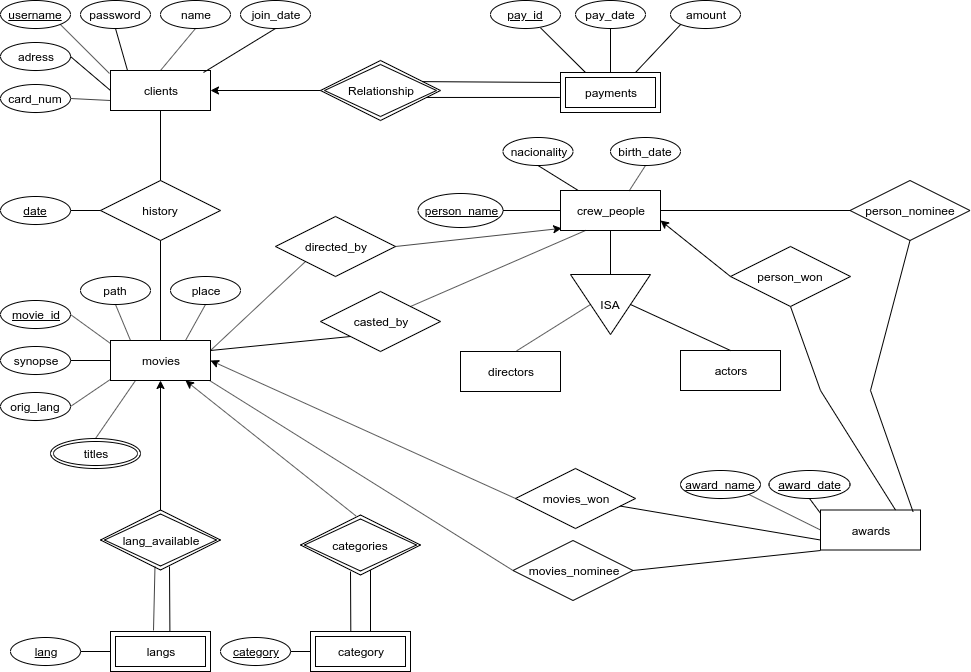 username
password
name
join_date
pay_id
pay_date
amount
adress
card_num
clients
Relationship
payments
nacionality
birth_date
date
history
person_name
crew_people
person_nominee
directed_by
person_won
path
place
movie_id
casted_by
ISA
synopse
movies
directors
actors
orig_lang
titles
award_name
award_date
movies_won
awards
lang_available
categories
movies_nominee
lang
langs
category
category